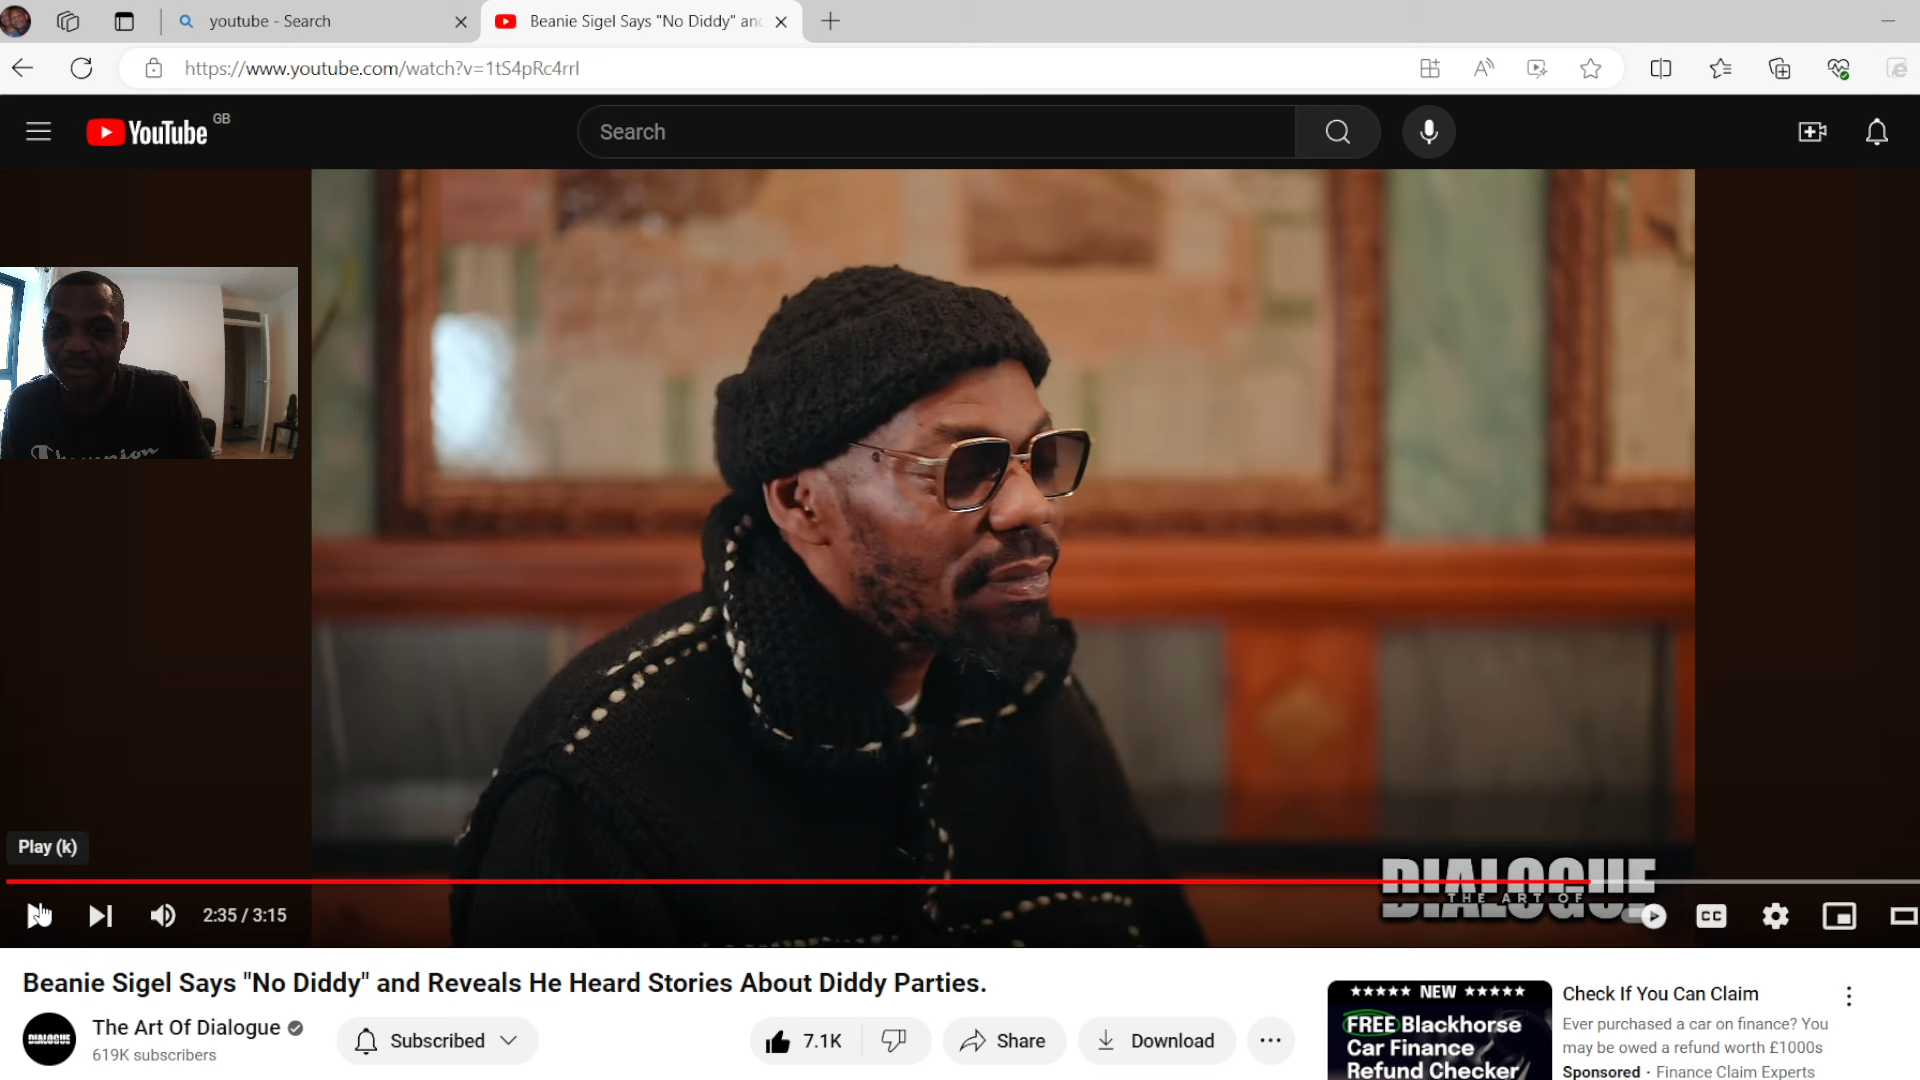 youtube - Search
Beanie Sigel Says "No Diddy" an
https://www.youtube.com/watch?v=1tS4pRc4rrI
YouTube GB
Search
Champion
Play (k)
2:35 / 3:15
DIALOGUE
THE ART OF
CC
Beanie Sigel Says "No Diddy" and Reveals He Heard Stories About Diddy Parties.
DIALOGUE
The Art Of Dialogue
619K subscribers
Subscribed
7.1K
Share
Download
★★★★★ NEW ★★★★★
FREE Blackhorse
Car Finance
Refund Checker
Check If You Can Claim
Ever purchased a car on finance? You
may be owed a refund worth £1000s
Sponsored · Finance Claim Experts